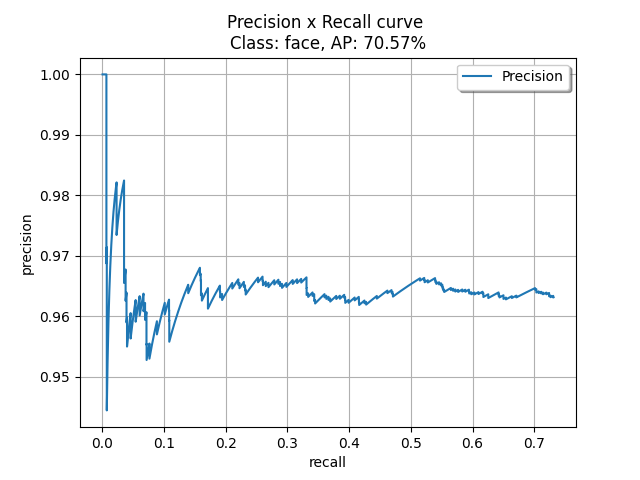 Precision x Recall curve
Class: face, AP: 70.57%
Precision
1.00
0.99
0.98
0.97
0.96
0.95
precision
0.0 0.1 0.2 0.3 0.4 0.5 0.6 0.7
recall